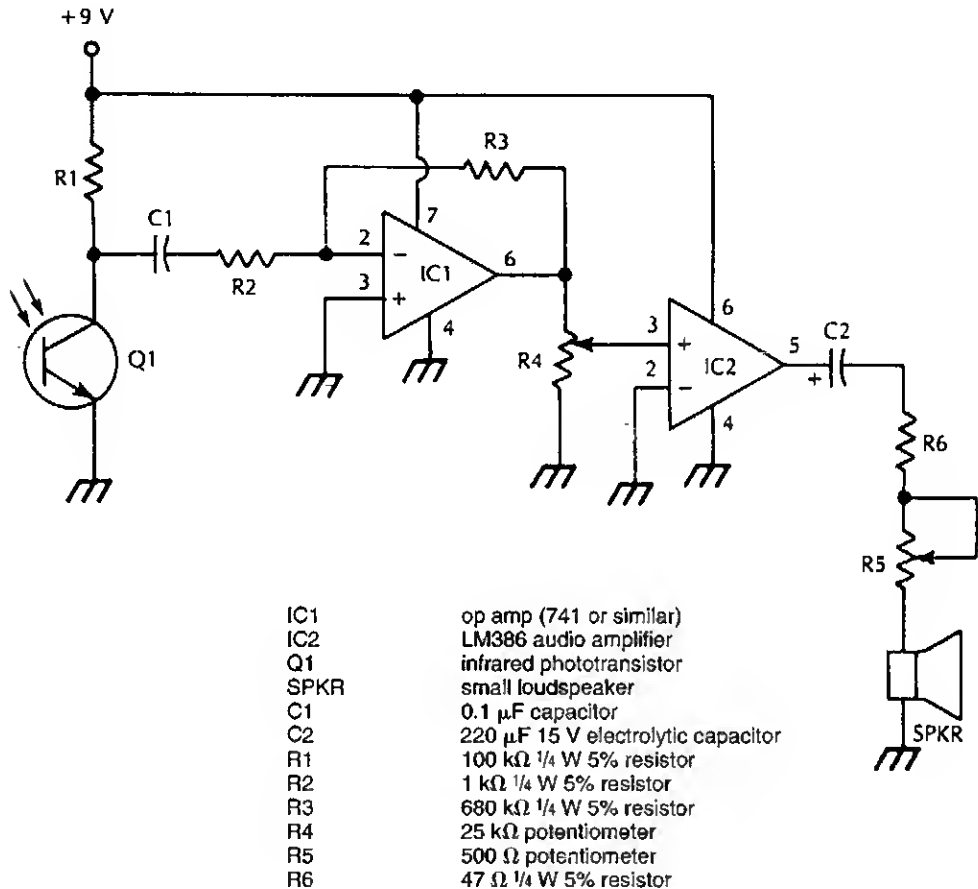 +9 V
R1
C1
R2
R3
7
2
−
6
3
+
IC1
4
Q1
R4
6
3
+
5
C2
2
−
IC2
+
4
R6
R5
SPKR
IC1 op amp (741 or similar)
IC2 LM386 audio amplifier
Q1 infrared phototransistor
SPKR small loudspeaker
C1 0.1 µF capacitor
C2 220 µF 15 V electrolytic capacitor
R1 100 kΩ 1/4 W 5% resistor
R2 1 kΩ 1/4 W 5% resistor
R3 680 kΩ 1/4 W 5% resistor
R4 25 kΩ potentiometer
R5 500 Ω potentiometer
R6 47 Ω 1/4 W 5% resistor